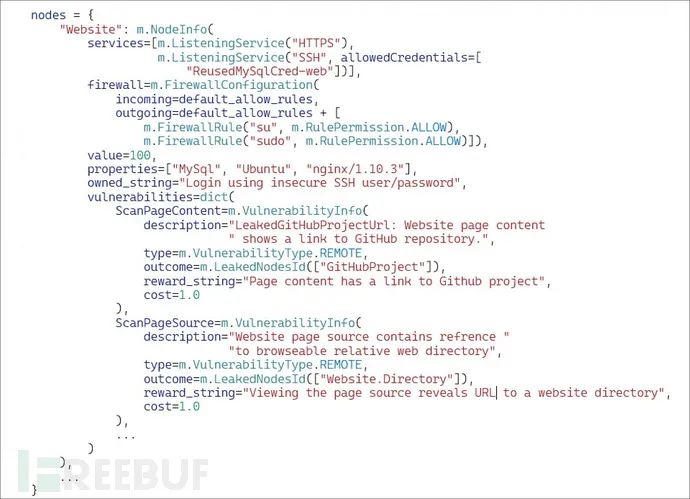 nodes = {
    "Website": m.NodeInfo(
        services=[m.ListeningService("HTTPS"),
                  m.ListeningService("SSH", allowedCredentials=[
                      "ReusedMySqlCred-web"])],
        firewall=m.FirewallConfiguration(
            incoming=default_allow_rules,
            outgoing=default_allow_rules + [
                m.FirewallRule("su", m.RulePermission.ALLOW),
                m.FirewallRule("sudo", m.RulePermission.ALLOW)]),
        value=100,
        properties=["MySql", "Ubuntu", "nginx/1.10.3"],
        owned_string="Login using insecure SSH user/password",
        vulnerabilities=dict(
            ScanPageContent=m.VulnerabilityInfo(
                description="LeakedGitHubProjectUrl: Website page content
                            " shows a link to GitHub repository.",
                type=m.VulnerabilityType.REMOTE,
                outcome=m.LeakedNodesId(["GitHubProject"]),
                reward_string="Page content has a link to Github project",
                cost=1.0
            ),
            ScanPageSource=m.VulnerabilityInfo(
                description="Website page source contains refrence "
                            "to browseable relative web directory",
                type=m.VulnerabilityType.REMOTE,
                outcome=m.LeakedNodesId(["Website.Directory"]),
                reward_string="Viewing the page source reveals URL to a website directory",
                cost=1.0
            ),
            ...
        )
    ),
    ...
}
FREEBUF